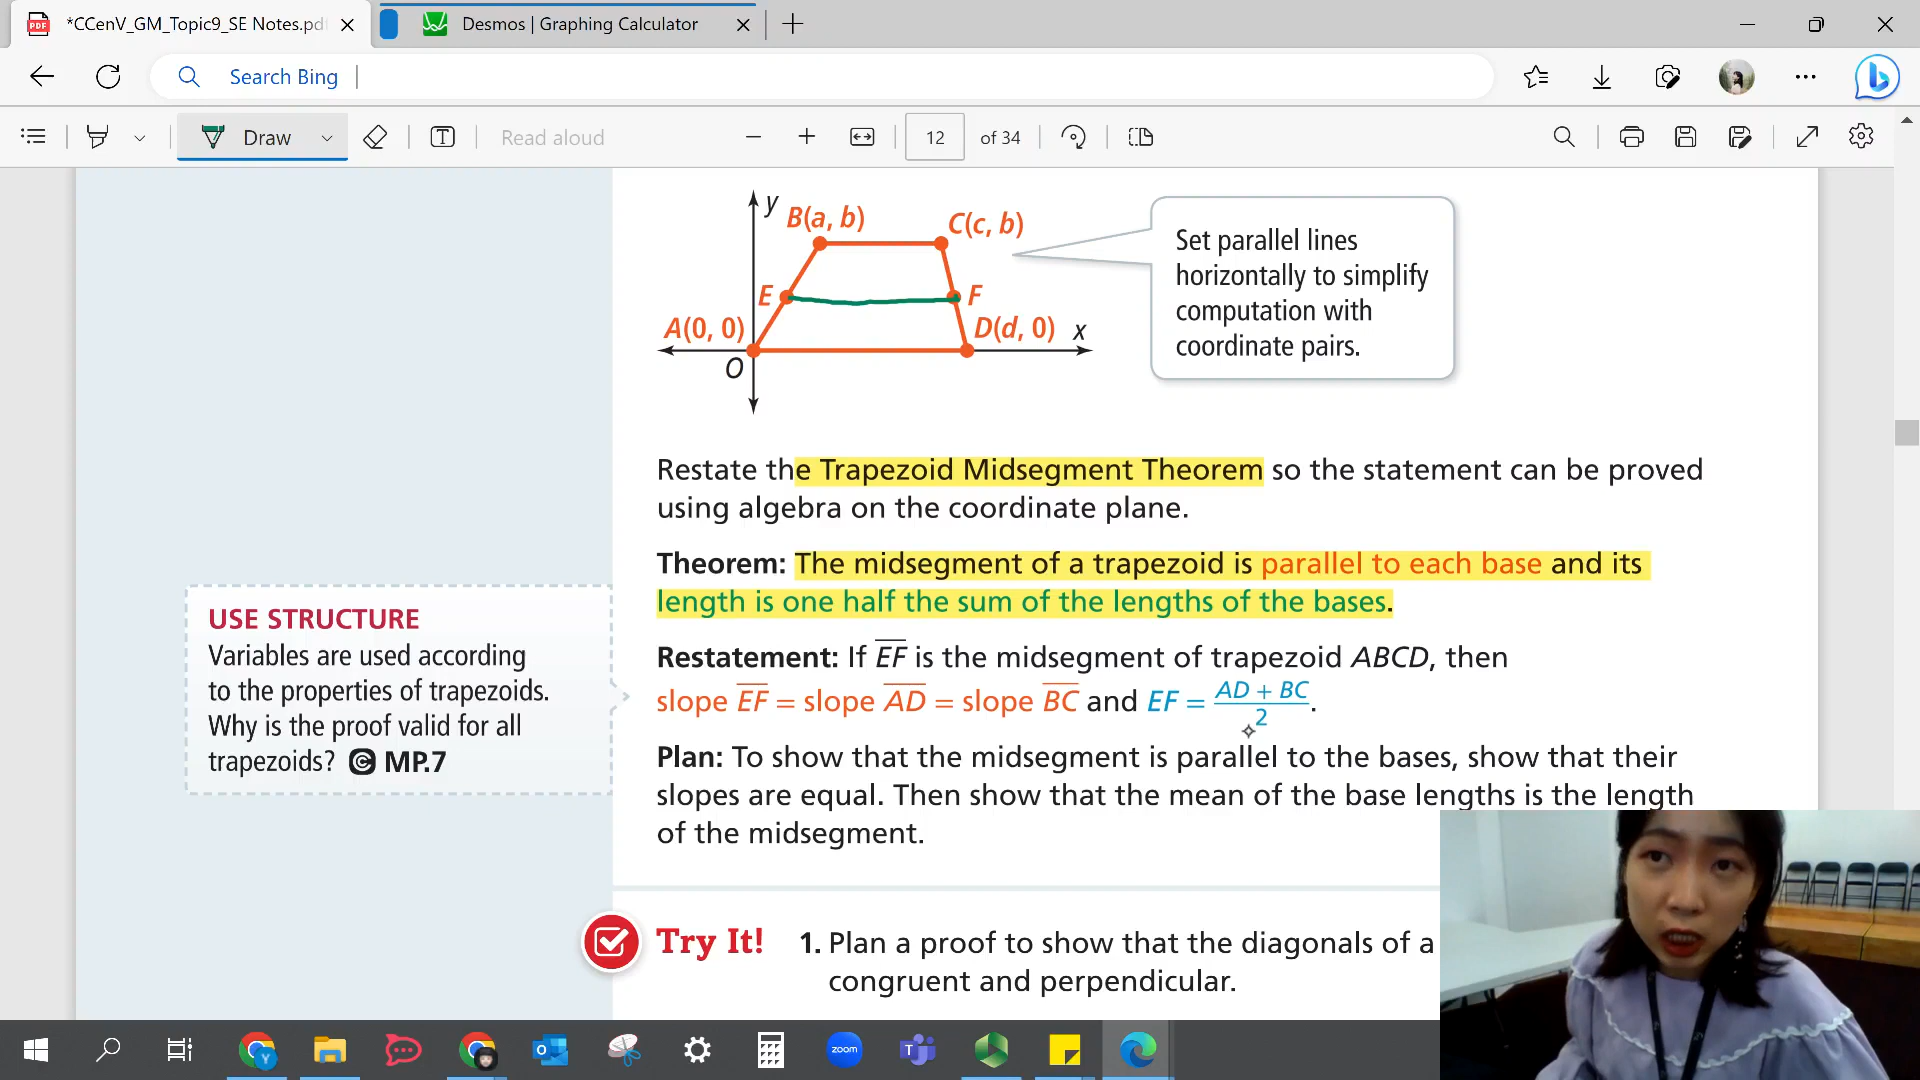 *CCenV_GM_Topic9_SE Notes.pdf
Desmos | Graphing Calculator
Search Bing
Draw
Read aloud
12
of 34
y
B(a, b)
C(c, b)
E
F
A(0, 0)
D(d, 0)
x
O
Set parallel lines
horizontally to simplify
computation with
coordinate pairs.
Restate the Trapezoid Midsegment Theorem so the statement can be proved
using algebra on the coordinate plane.
Theorem: The midsegment of a trapezoid is parallel to each base and its
length is one half the sum of the lengths of the bases.
USE STRUCTURE
Variables are used according
to the properties of trapezoids.
Why is the proof valid for all
trapezoids? C MP.7
Restatement: If EF is the midsegment of trapezoid ABCD, then
slope EF = slope AD = slope BC and EF = AD + BC / 2.
Plan: To show that the midsegment is parallel to the bases, show that their
slopes are equal. Then show that the mean of the base lengths is the length
of the midsegment.
Try It! 1. Plan a proof to show that the diagonals of a
congruent and perpendicular.
zoom